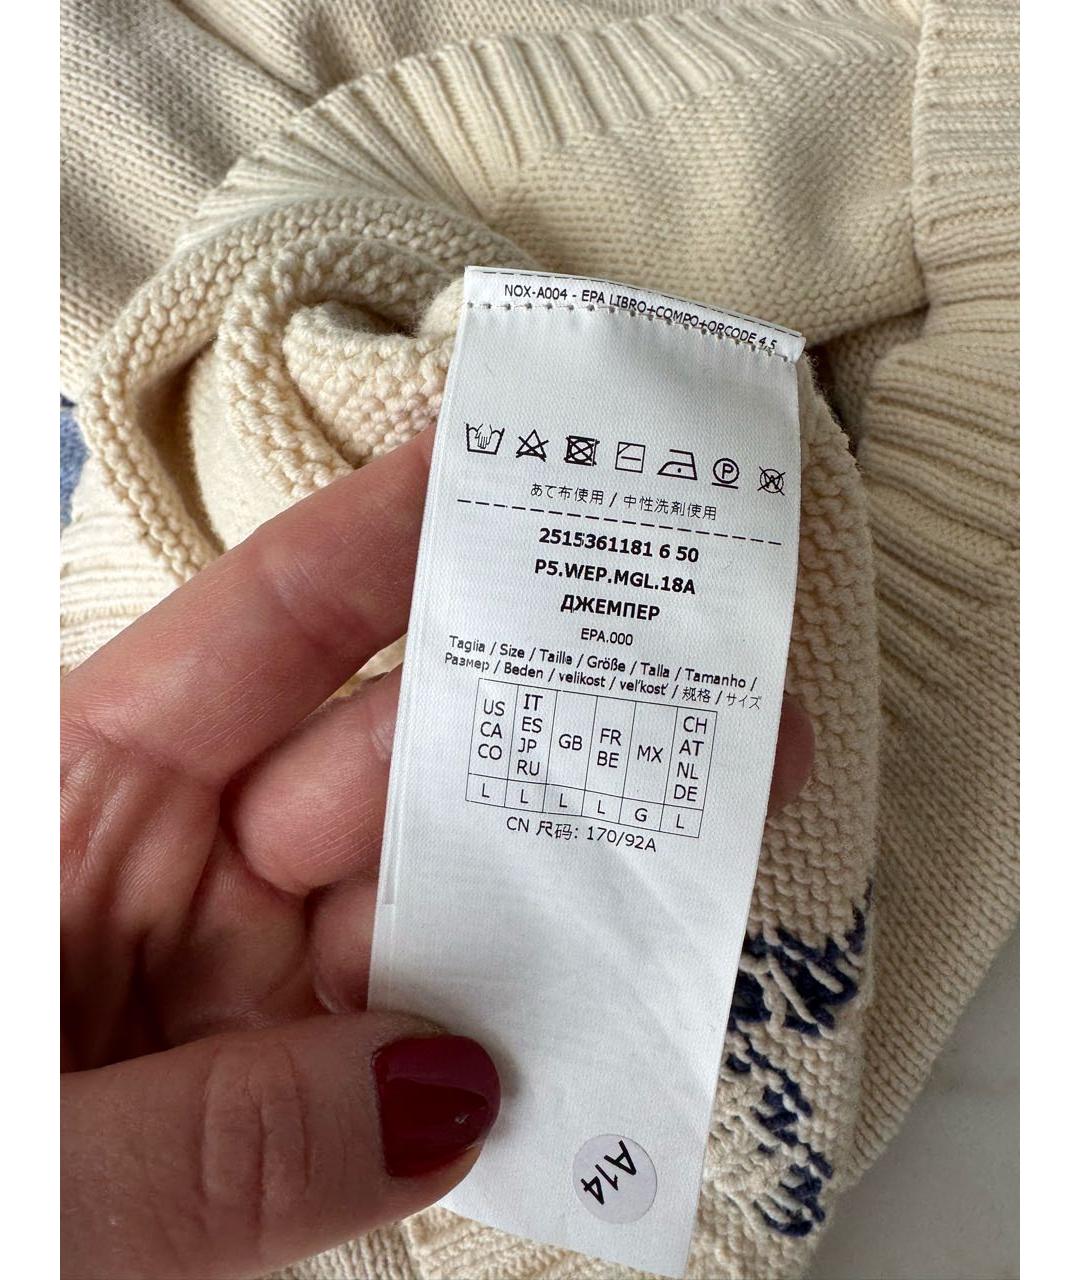 NOX-A004 - EPA LIBRO+COMPO+QRCODE 4,5
P
W
あて布使用 / 中性洗剤使用
2515361181 6 50
P5.WEP.MGL.18A
ДЖЕМПЕР
EPA.000
Taglia / Size / Taille / Größe / Talla / Tamanho /
Размер / Beden / velikost / veľkosť / 规格 / サイズ
US CA CO
IT ES JP RU
GB
FR BE
MX
CH AT NL DE
L L L L G L
CN 尺码: 170/92A
A14